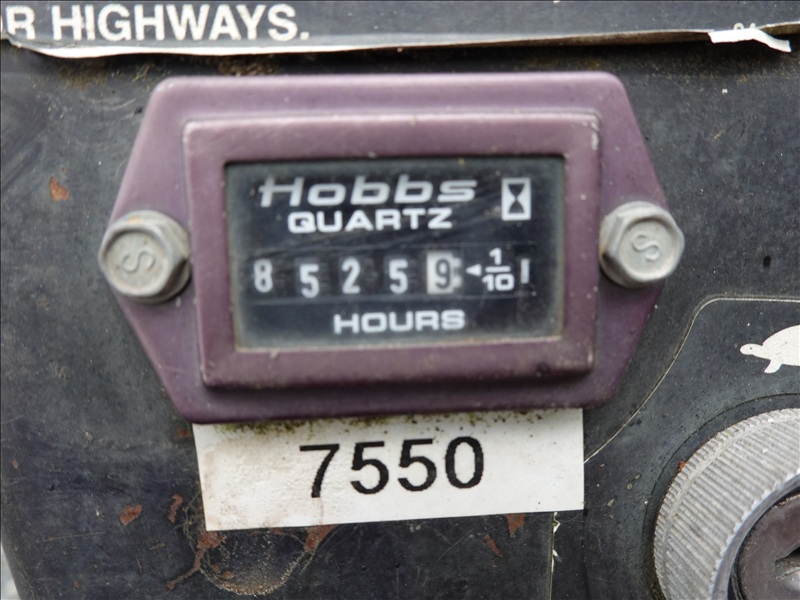 R HIGHWAYS.
Hobbs
QUARTZ
8 5 2 5 9 1/10
HOURS
7550
S
S